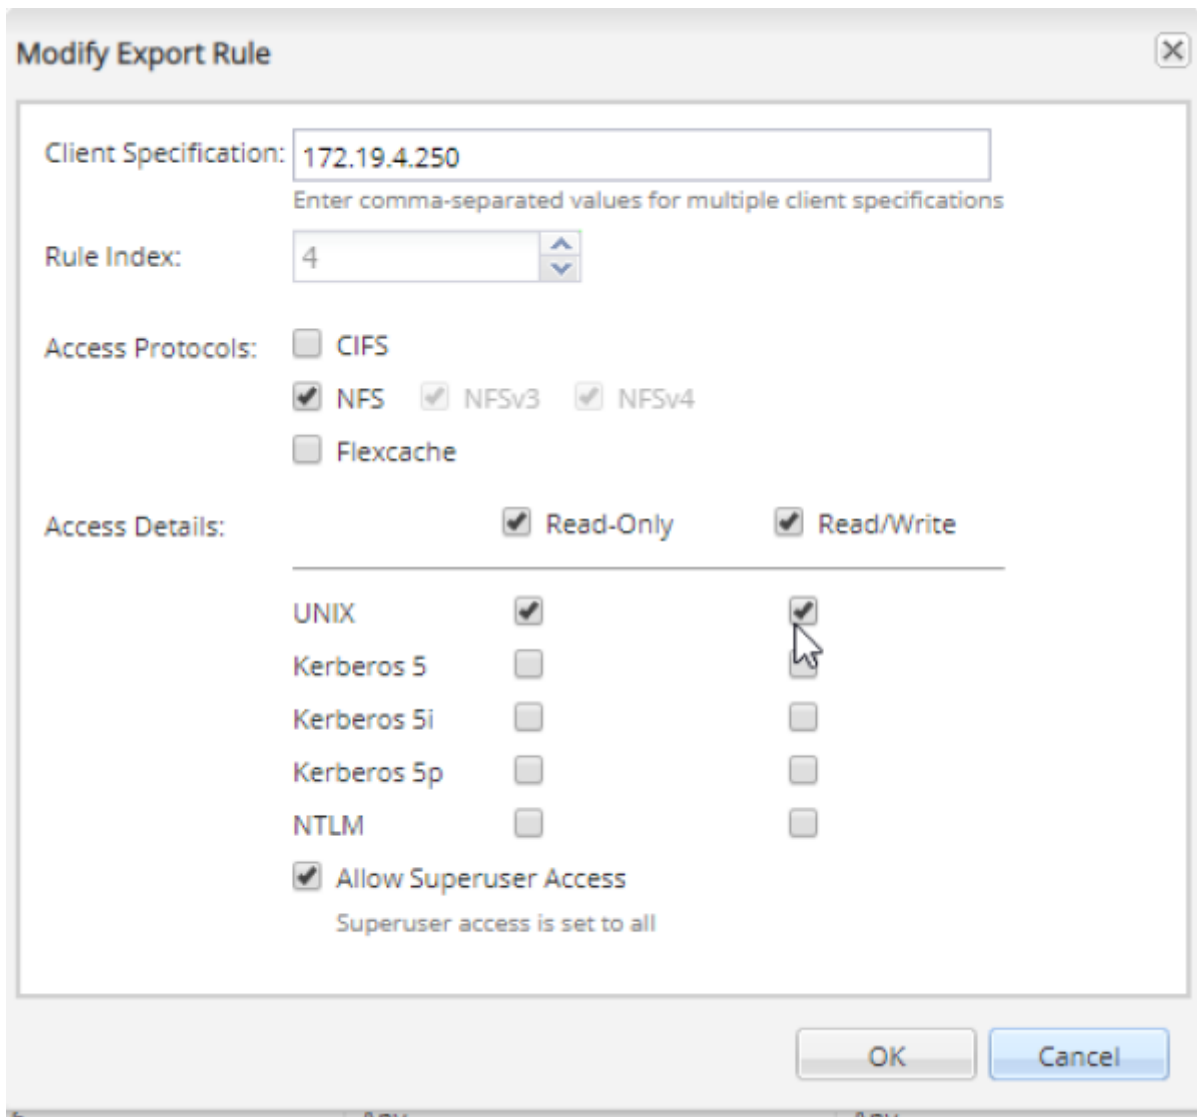 Modify Export Rule
Client Specification: 172.19.4.250
Enter comma-separated values for multiple client specifications
Rule Index: 4
Access Protocols: CIFS
NFS NFSv3 NFSv4
Flexcache
Access Details: Read-Only Read/Write
UNIX
Kerberos 5
Kerberos 5i
Kerberos 5p
NTLM
Allow Superuser Access
Superuser access is set to all
OK Cancel